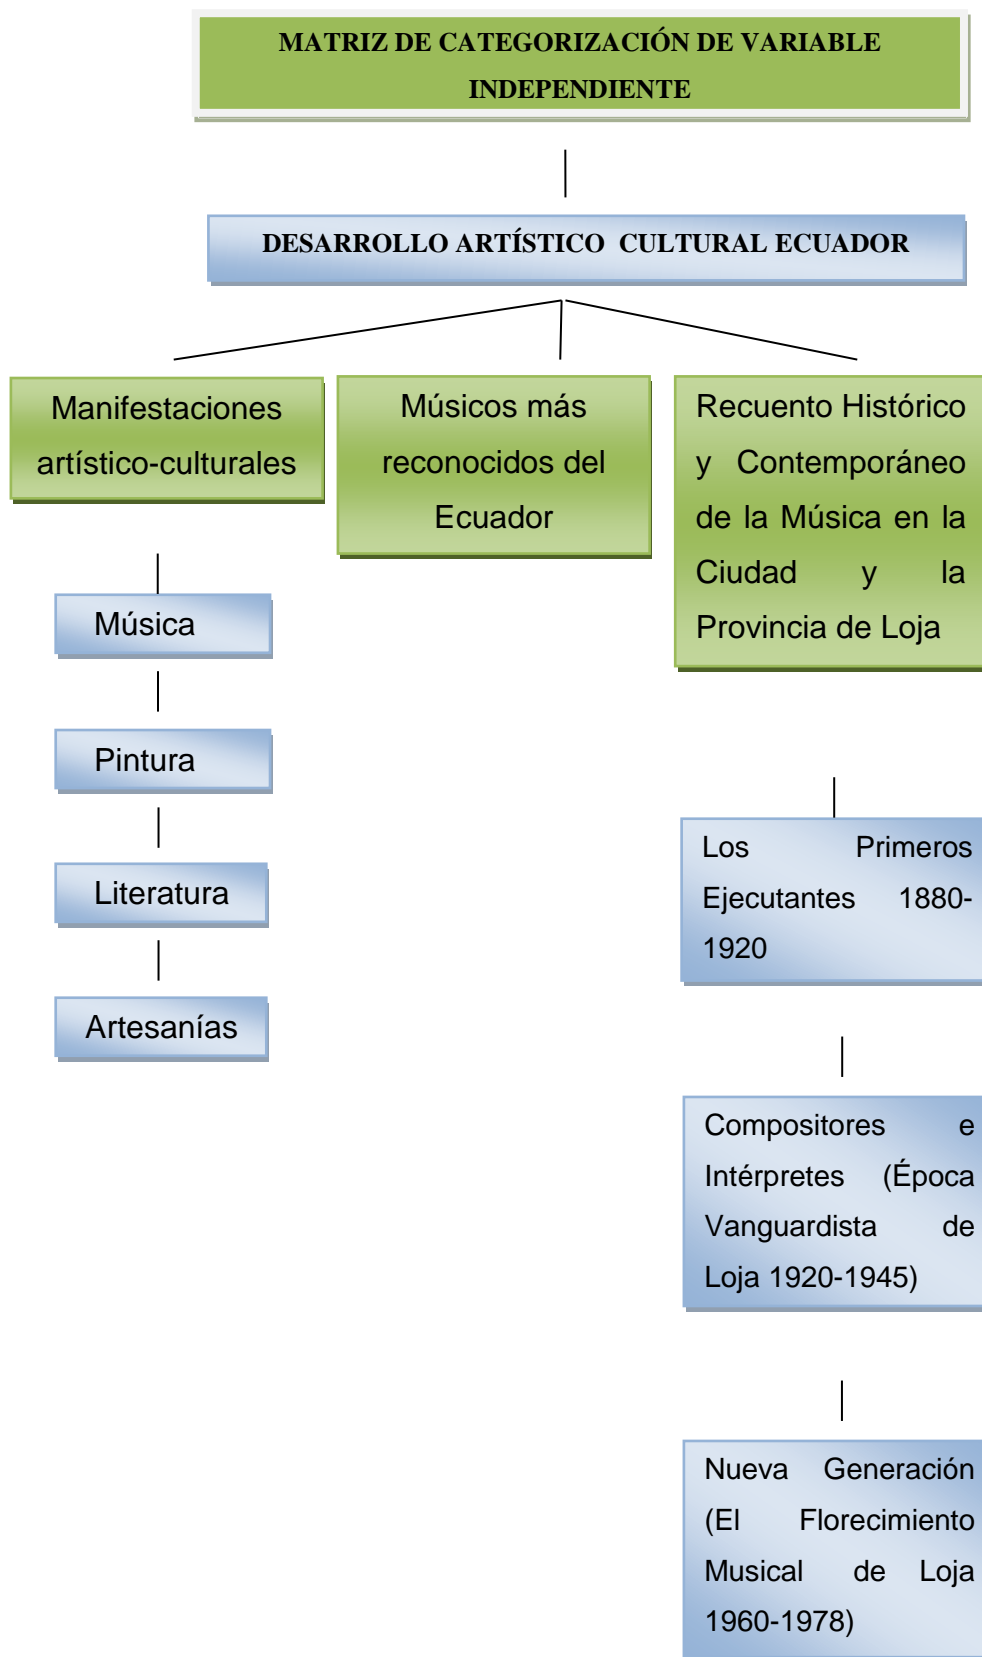 MATRIZ DE CATEGORIZACIÓN DE VARIABLE
INDEPENDIENTE
DESARROLLO ARTÍSTICO CULTURAL ECUADOR
Manifestaciones
artístico-culturales
Músicos más
reconocidos del
Ecuador
Recuento Histórico
y Contemporáneo
de la Música en la
Ciudad y la
Provincia de Loja
Música
Pintura
Literatura
Artesanías
Los Primeros
Ejecutantes 1880-
1920
Compositores e
Intérpretes (Época
Vanguardista de
Loja 1920-1945)
Nueva Generación
(El Florecimiento
Musical de Loja
1960-1978)